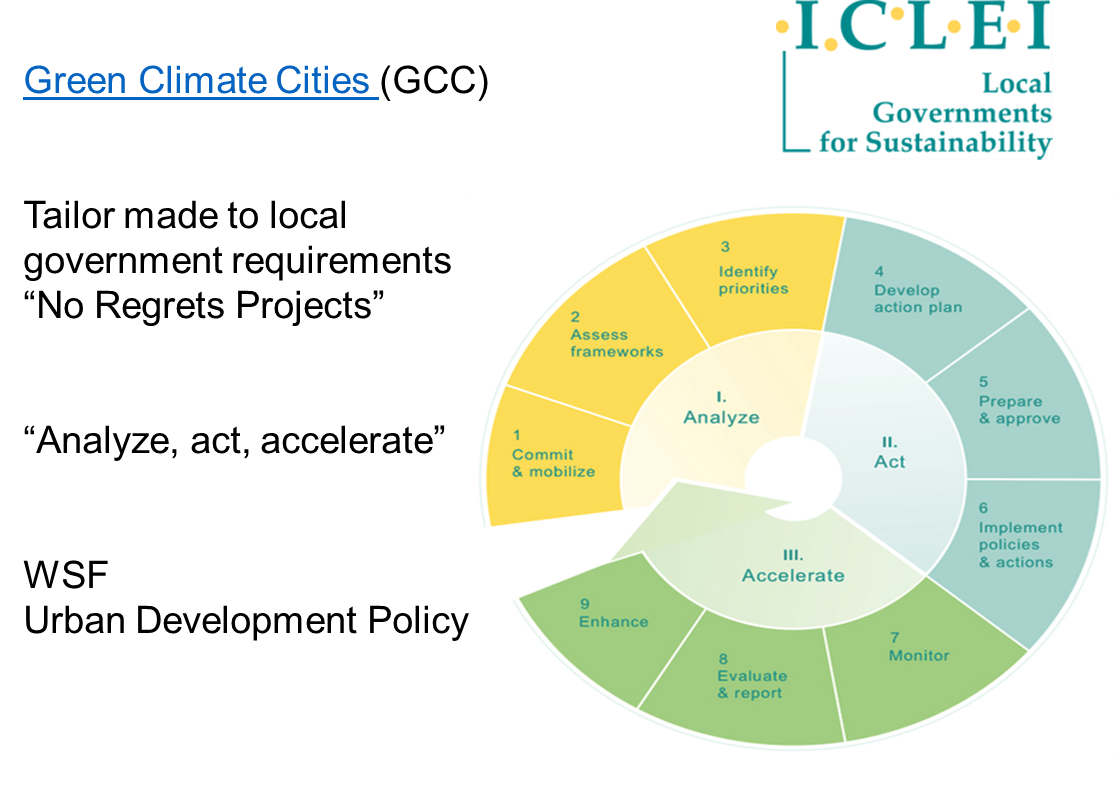 ·I.C·L·E·I
Local
Governments
for Sustainability
Green Climate Cities (GCC)
Tailor made to local
government requirements
“No Regrets Projects”
“Analyze, act, accelerate”
WSF
Urban Development Policy
1
Commit
& mobilize
2
Assess
frameworks
3
Identify
priorities
4
Develop
action plan
5
Prepare
& approve
6
Implement
policies
& actions
7
Monitor
8
Evaluate
& report
9
Enhance
I.
Analyze
II.
Act
III.
Accelerate